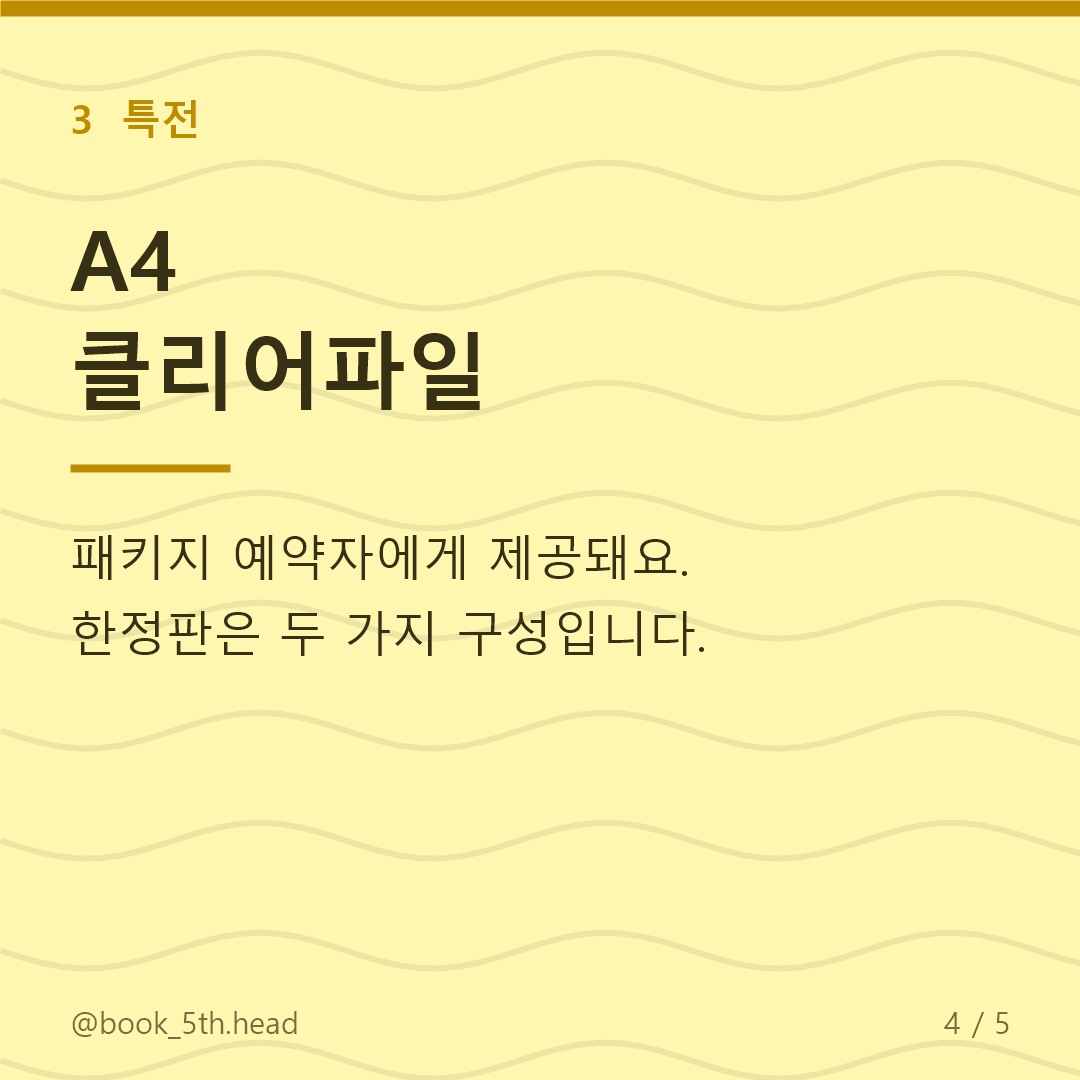 3 특전
A4
클리어파일
패키지 예약자에게 제공돼요.
한정판은 두 가지 구성입니다.
@book_5th.head
4 / 5